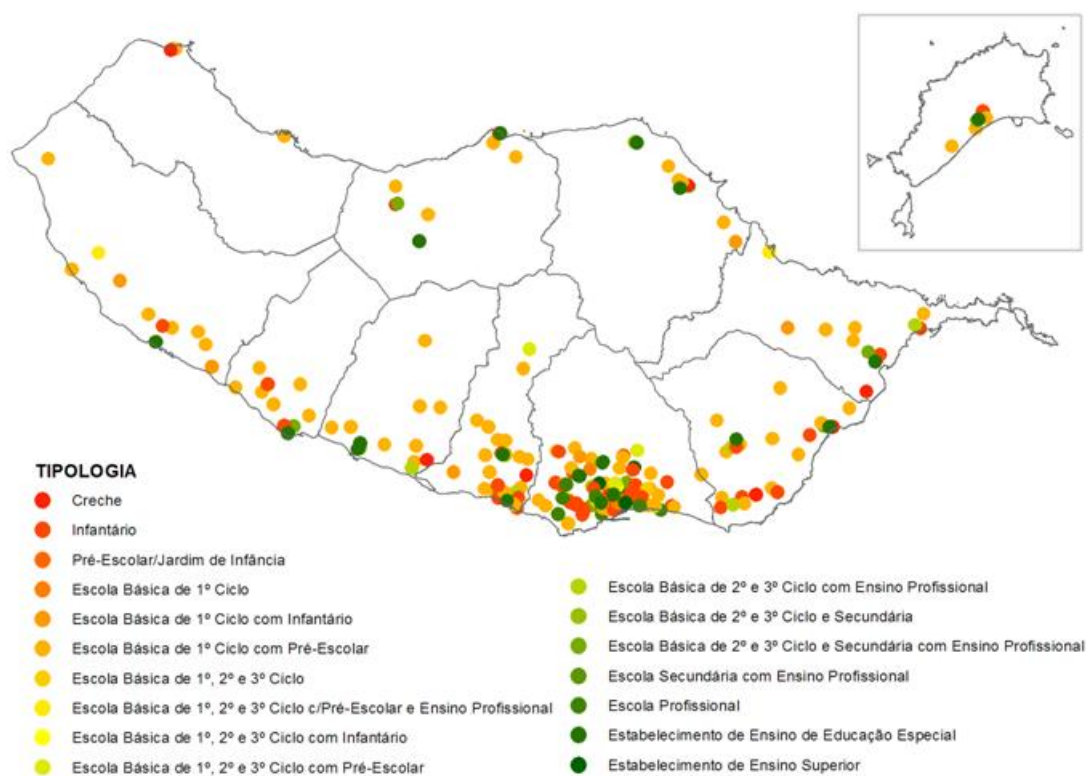 TIPOLOGIA
Creche
Infantário
Pré-Escolar/Jardim de Infância
Escola Básica de 1º Ciclo
Escola Básica de 1º Ciclo com Infantário
Escola Básica de 1º Ciclo com Pré-Escolar
Escola Básica de 1º, 2º e 3º Ciclo
Escola Básica de 1º, 2º e 3º Ciclo c/Pré-Escolar e Ensino Profissional
Escola Básica de 1º, 2º e 3º Ciclo com Infantário
Escola Básica de 1º, 2º e 3º Ciclo com Pré-Escolar
Escola Básica de 2º e 3º Ciclo com Ensino Profissional
Escola Básica de 2º e 3º Ciclo e Secundária
Escola Básica de 2º e 3º Ciclo e Secundária com Ensino Profissional
Escola Secundária com Ensino Profissional
Escola Profissional
Estabelecimento de Ensino de Educação Especial
Estabelecimento de Ensino Superior